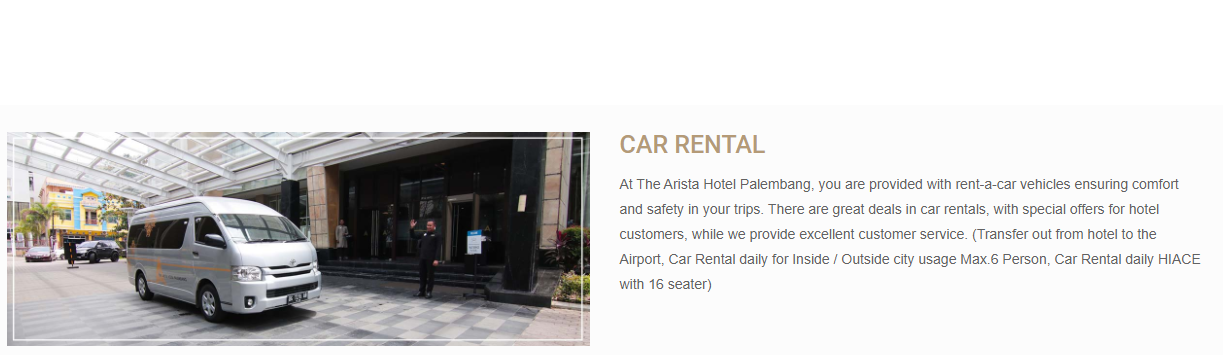 CAR RENTAL
At The Arista Hotel Palembang, you are provided with rent-a-car vehicles ensuring comfort
and safety in your trips. There are great deals in car rentals, with special offers for hotel
customers, while we provide excellent customer service. (Transfer out from hotel to the
Airport, Car Rental daily for Inside / Outside city usage Max.6 Person, Car Rental daily HIACE
with 16 seater)